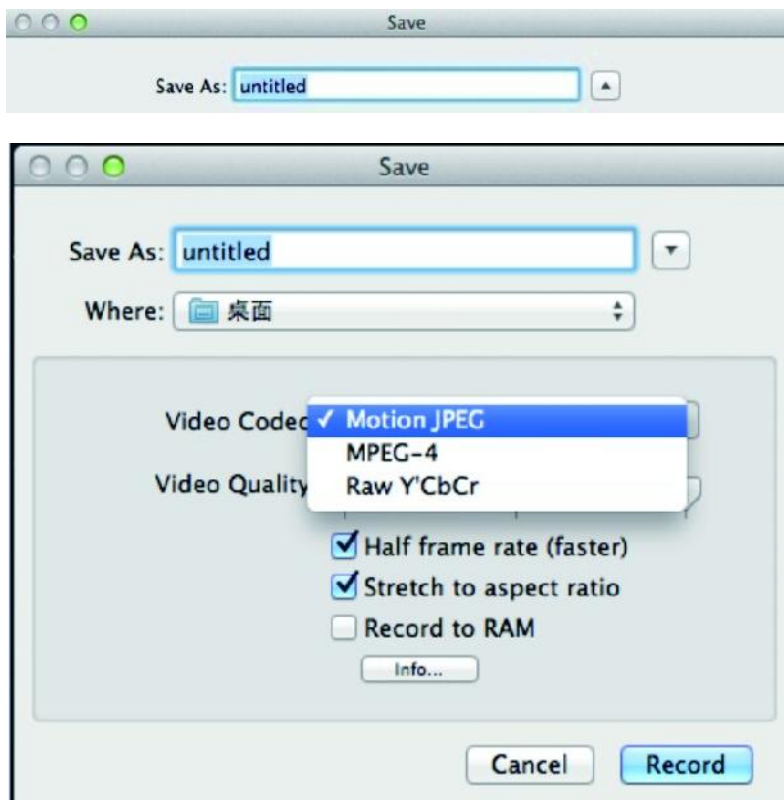 Save
Save As: untitled
Save
Save As: untitled
Where: 桌面
Video Codec ✓ Motion JPEG
MPEG-4
Video Quality Raw Y'CbCr
Half frame rate (faster)
Stretch to aspect ratio
Record to RAM
Info...
Cancel Record